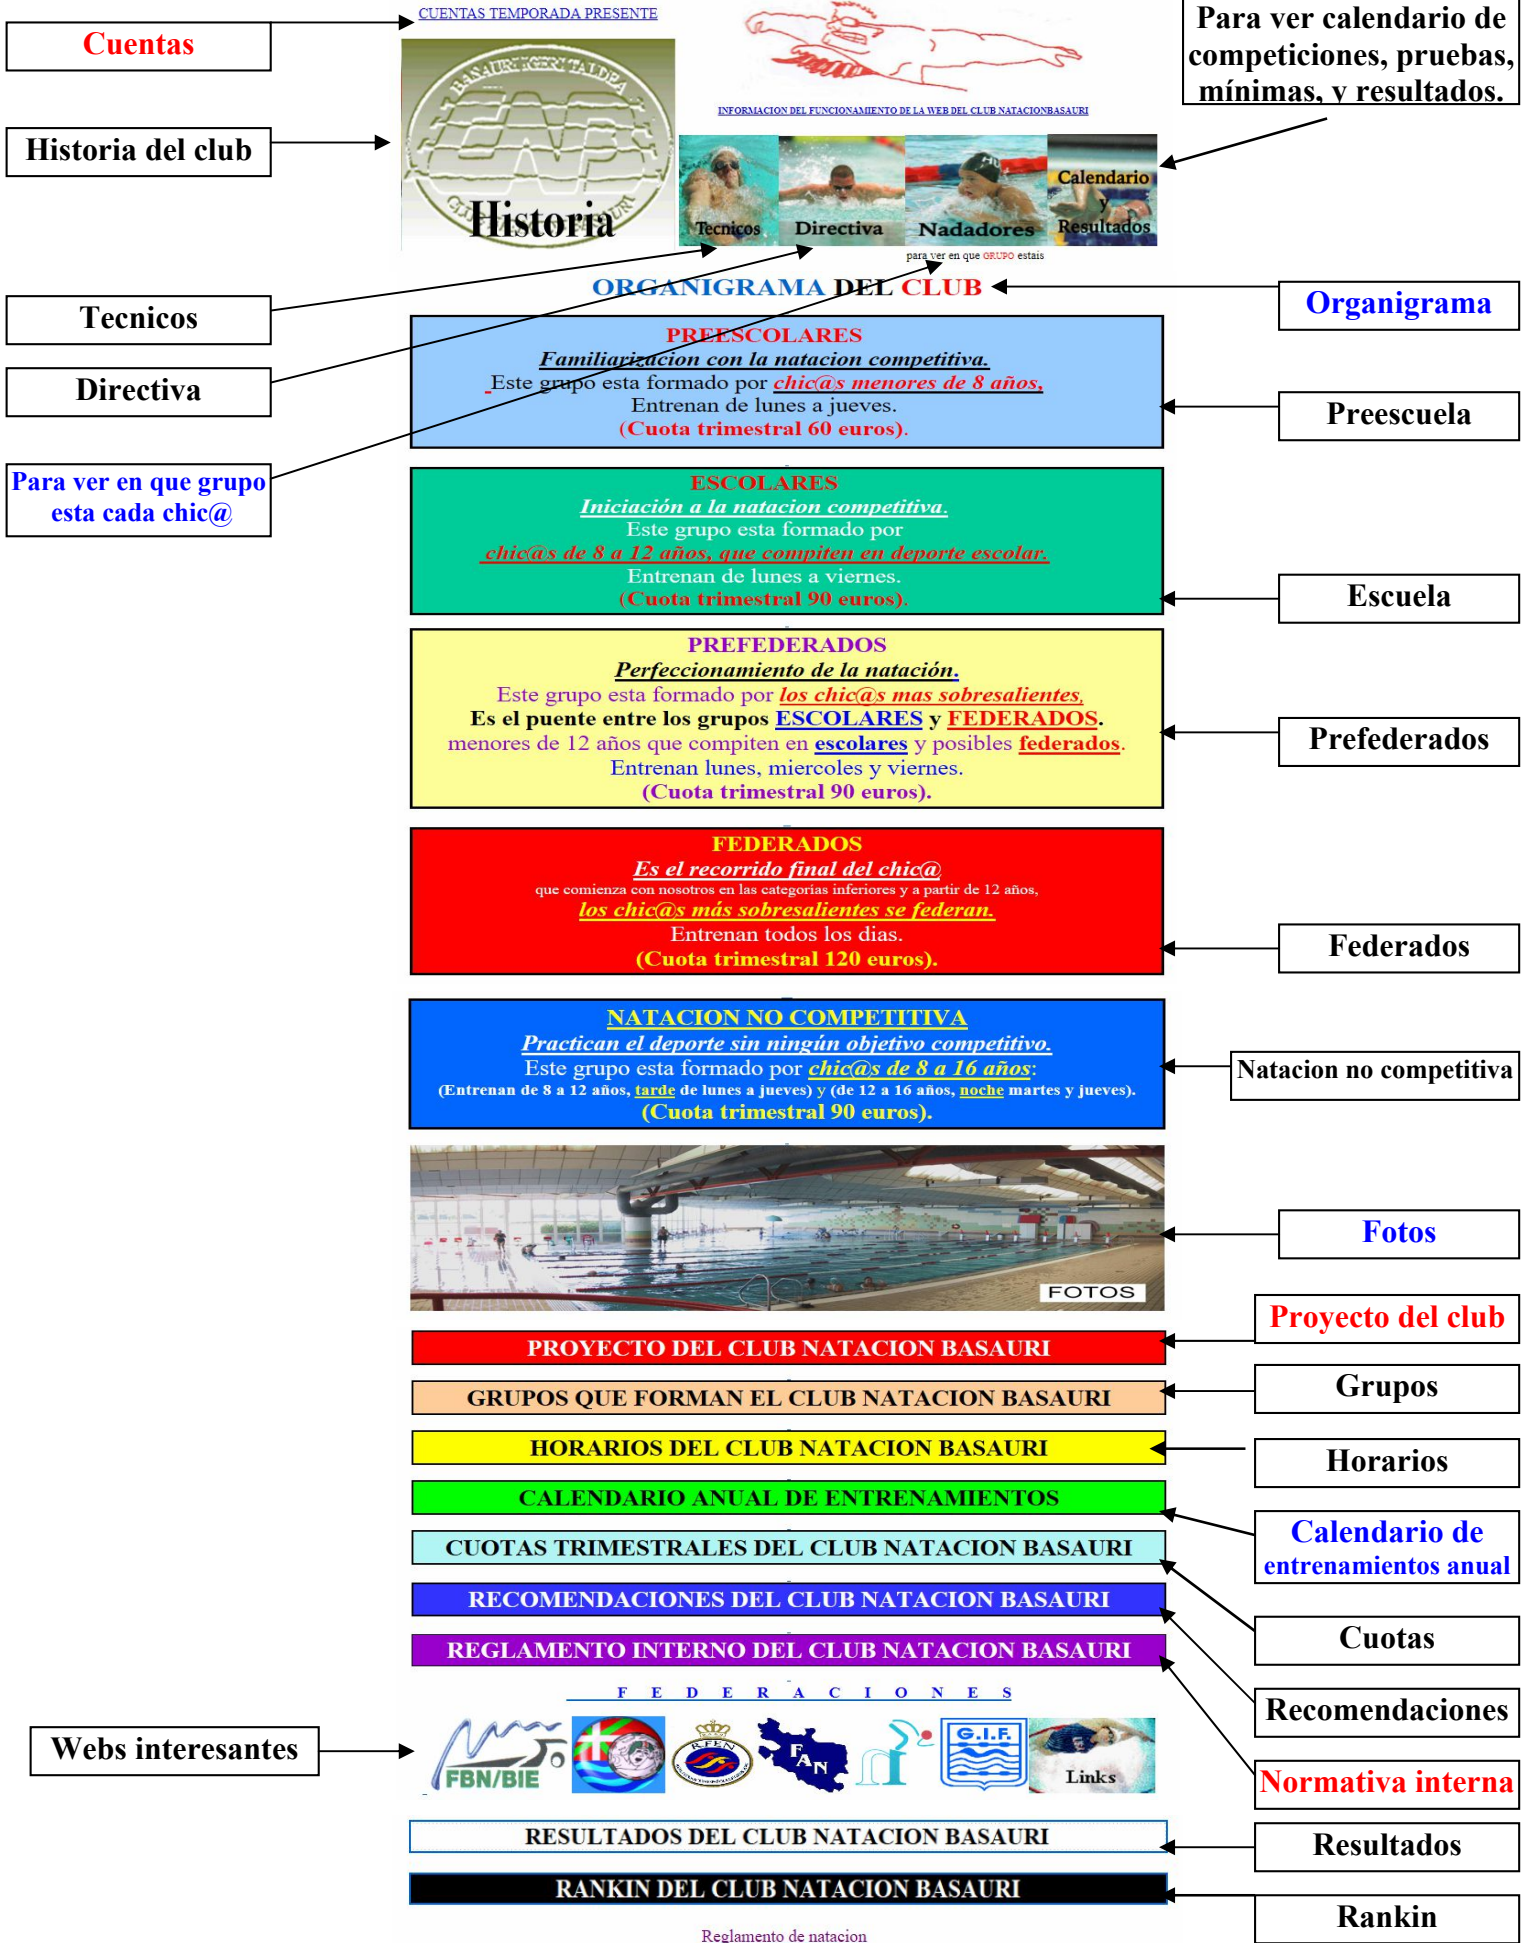 CUENTAS TEMPORADA PRESENTE
Cuentas
Para ver calendario de
competiciones, pruebas,
mínimas, y resultados.
BASAURI IGERI TALDEA
Historia
INFORMACION DEL FUNCIONAMIENTO DE LA WEB DEL CLUB NATACIONBASAURI
Historia del club
Tecnicos
Directiva
Nadadores
Calendario
y
Resultados
para ver en que GRUPO estais
ORGANIGRAMA DEL CLUB
Tecnicos
Organigrama
PREESCOLARES
Familiarizacion con la natacion competitiva.
Este grupo esta formado por chic@s menores de 8 años,
Entrenan de lunes a jueves.
(Cuota trimestral 60 euros).
Directiva
Preescuela
Para ver en que grupo
esta cada chic@
ESCOLARES
Iniciación a la natacion competitiva.
Este grupo esta formado por
chic@s de 8 a 12 años, que compiten en deporte escolar.
Entrenan de lunes a viernes.
(Cuota trimestral 90 euros).
Escuela
PREFEDERADOS
Perfeccionamiento de la natación.
Este grupo esta formado por los chic@s mas sobresalientes,
Es el puente entre los grupos ESCOLARES y FEDERADOS.
menores de 12 años que compiten en escolares y posibles federados.
Entrenan lunes, miercoles y viernes.
(Cuota trimestral 90 euros).
Prefederados
FEDERADOS
Es el recorrido final del chic@
que comienza con nosotros en las categorías inferiores y a partir de 12 años,
los chic@s más sobresalientes se federan.
Entrenan todos los dias.
(Cuota trimestral 120 euros).
Federados
NATACION NO COMPETITIVA
Practican el deporte sin ningún objetivo competitivo.
Este grupo esta formado por chic@s de 8 a 16 años:
(Entrenan de 8 a 12 años, tarde de lunes a jueves) y (de 12 a 16 años, noche martes y jueves).
(Cuota trimestral 90 euros).
Natacion no competitiva
FOTOS
Fotos
PROYECTO DEL CLUB NATACION BASAURI
Proyecto del club
GRUPOS QUE FORMAN EL CLUB NATACION BASAURI
Grupos
HORARIOS DEL CLUB NATACION BASAURI
Horarios
CALENDARIO ANUAL DE ENTRENAMIENTOS
Calendario de
entrenamientos anual
CUOTAS TRIMESTRALES DEL CLUB NATACION BASAURI
Cuotas
RECOMENDACIONES DEL CLUB NATACION BASAURI
Recomendaciones
REGLAMENTO INTERNO DEL CLUB NATACION BASAURI
Normativa interna
FEDERACIONES
Webs interesantes
FBN/BIE
R.F.E.N.
FAN
G.I.F.
Links
RESULTADOS DEL CLUB NATACION BASAURI
Resultados
RANKIN DEL CLUB NATACION BASAURI
Rankin
Reglamento de natacion